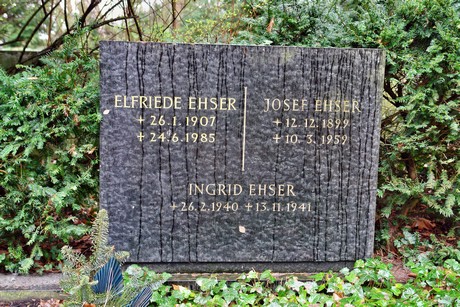 ELFRIEDE EHSER
+ 26.1.1907
+ 24.6.1985
JOSEF EHSER
+ 12.12.1899
+ 10.3.1959
INGRID EHSER
+26.2.1940 +13.11.1941